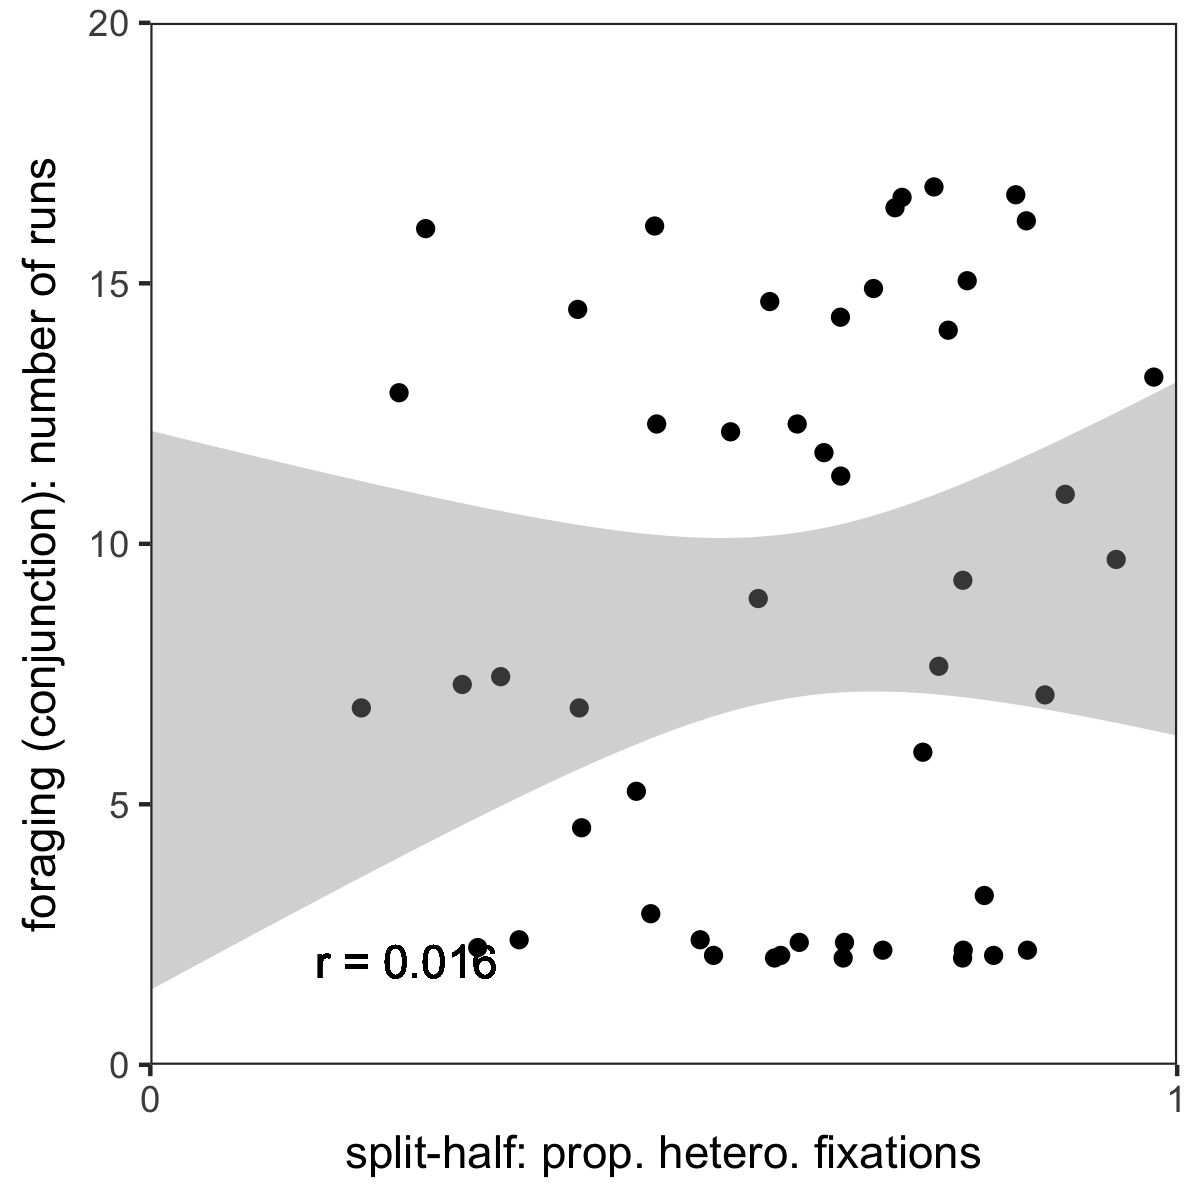 20
15
10
5
0
foraging (conjunction): number of runs
r = 0.016
0
1
split-half: prop. hetero. fixations